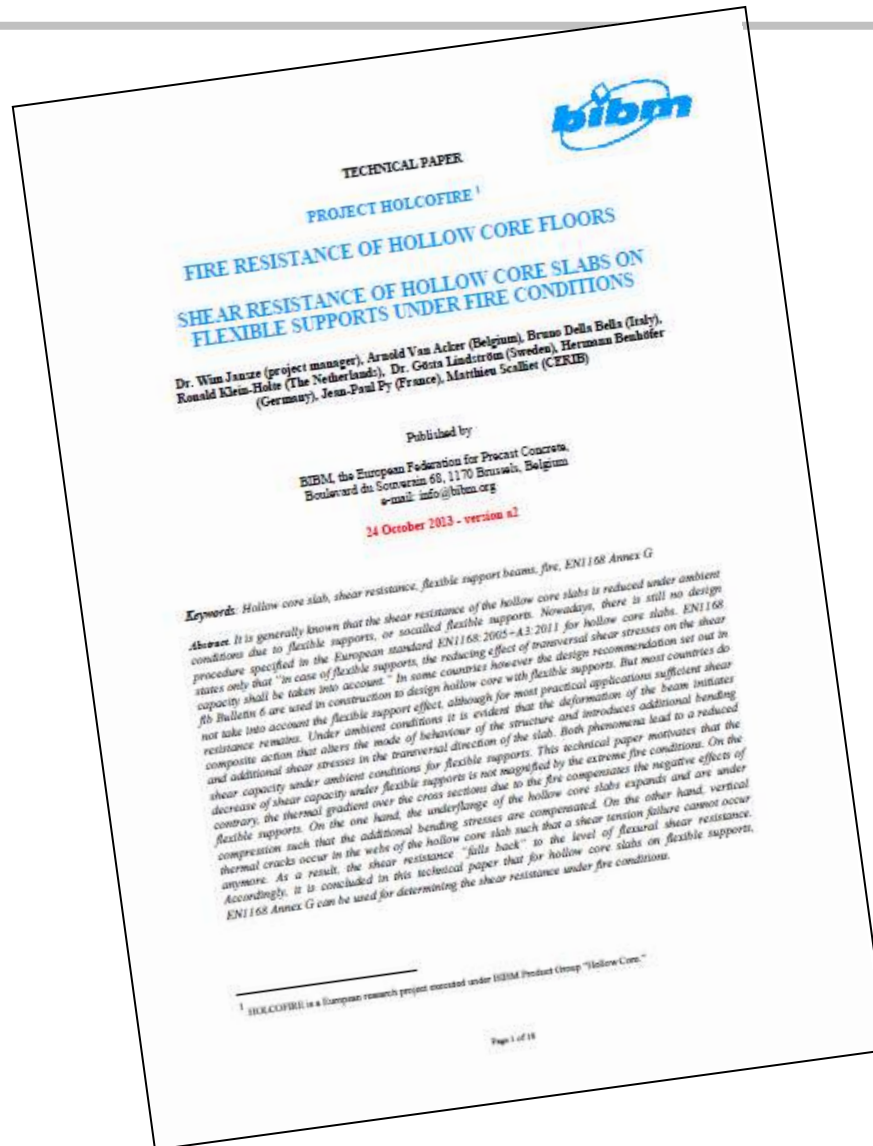 bibm
TECHNICAL PAPER
PROJECT HOLCOFIRE 1
FIRE RESISTANCE OF HOLLOW CORE FLOORS
SHEAR RESISTANCE OF HOLLOW CORE SLABS ON
FLEXIBLE SUPPORTS UNDER FIRE CONDITIONS
Dr. Wim Jansze (project manager), Arnold Van Acker (Belgium), Bruno Della Bella (Italy),
Ronald Klein-Holte (The Netherlands), Dr. Gösta Lindström (Sweden), Hermann Benhöfer
(Germany), Jean-Paul Py (France), Matthieu Scalliet (CERIB)
Published by
BIBM, the European Federation for Precast Concrete,
Boulevard du Souverain 68, 1170 Brussels, Belgium
e-mail: info@bibm.org
24 October 2013 - version a2
Keywords: Hollow core slab, shear resistance, flexible support beams, fire, EN1168 Annex G
Abstract. It is generally known that the shear resistance of the hollow core slabs is reduced under ambient
conditions due to flexible supports, or socalled flexible supports. Nowadays, there is still no design
procedure specified in the European standard EN1168:2005+A3:2011 for hollow core slabs. EN1168
states only that "in case of flexible supports, the reducing effect of transversal shear stresses on the shear
capacity shall be taken into account." In some countries however the design recommendation set out in
fib Bulletin 6 are used in construction to design hollow core with flexible supports. But most countries do
not take into account the flexible support effect, although for most practical applications sufficient shear
resistance remains. Under ambient conditions it is evident that the deformation of the beam initiates
composite action that alters the mode of behaviour of the structure and introduces additional bending
and additional shear stresses in the transversal direction of the slab. Both phenomena lead to a reduced
shear capacity under ambient conditions for flexible supports. This technical paper motivates that the
decrease of shear capacity under flexible supports is not magnified by the extreme fire conditions. On the
contrary, the thermal gradient over the cross sections due to the fire compensates the negative effects of
flexible supports. On the one hand, the underflange of the hollow core slabs expands and are under
compression such that the additional bending stresses are compensated. On the other hand, vertical
thermal cracks occur in the webs of the hollow core slab such that a shear tension failure cannot occur
anymore. As a result, the shear resistance "falls back" to the level of flexural shear resistance.
Accordingly, it is concluded in this technical paper that for hollow core slabs on flexible supports,
EN1168 Annex G can be used for determining the shear resistance under fire conditions.
1 HOLCOFIRE is a European research project executed under BIBM Product Group "Hollow Core."
Page 1 of 18